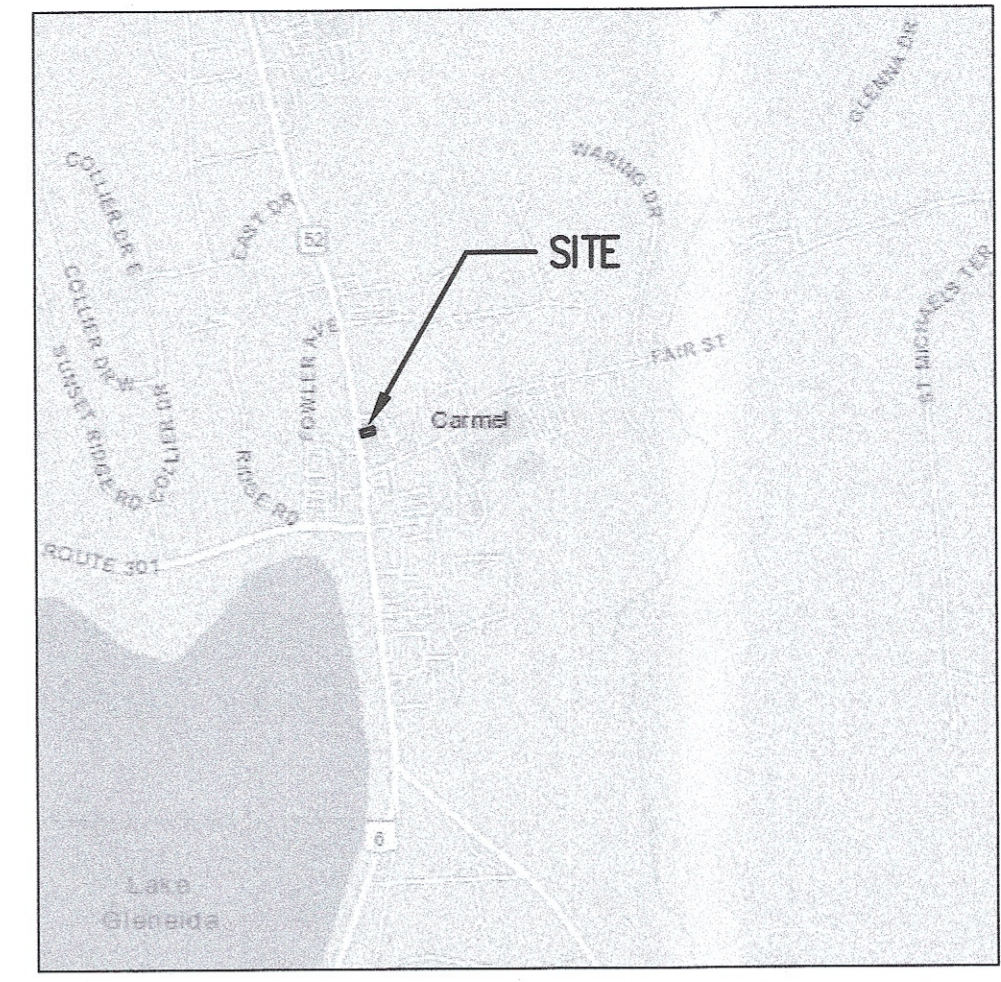 GLENNA DR
WARING DR
COLLIER DR E
EAST DR
52
SITE
ST MICHAELS TER
COLLIER DR W
FOWLER AVE
FAIR ST
SUNSET RIDGE RD
COLLIER DR
Carmel
RIDGE RD
ROUTE 301
6
Lake
Gleneida